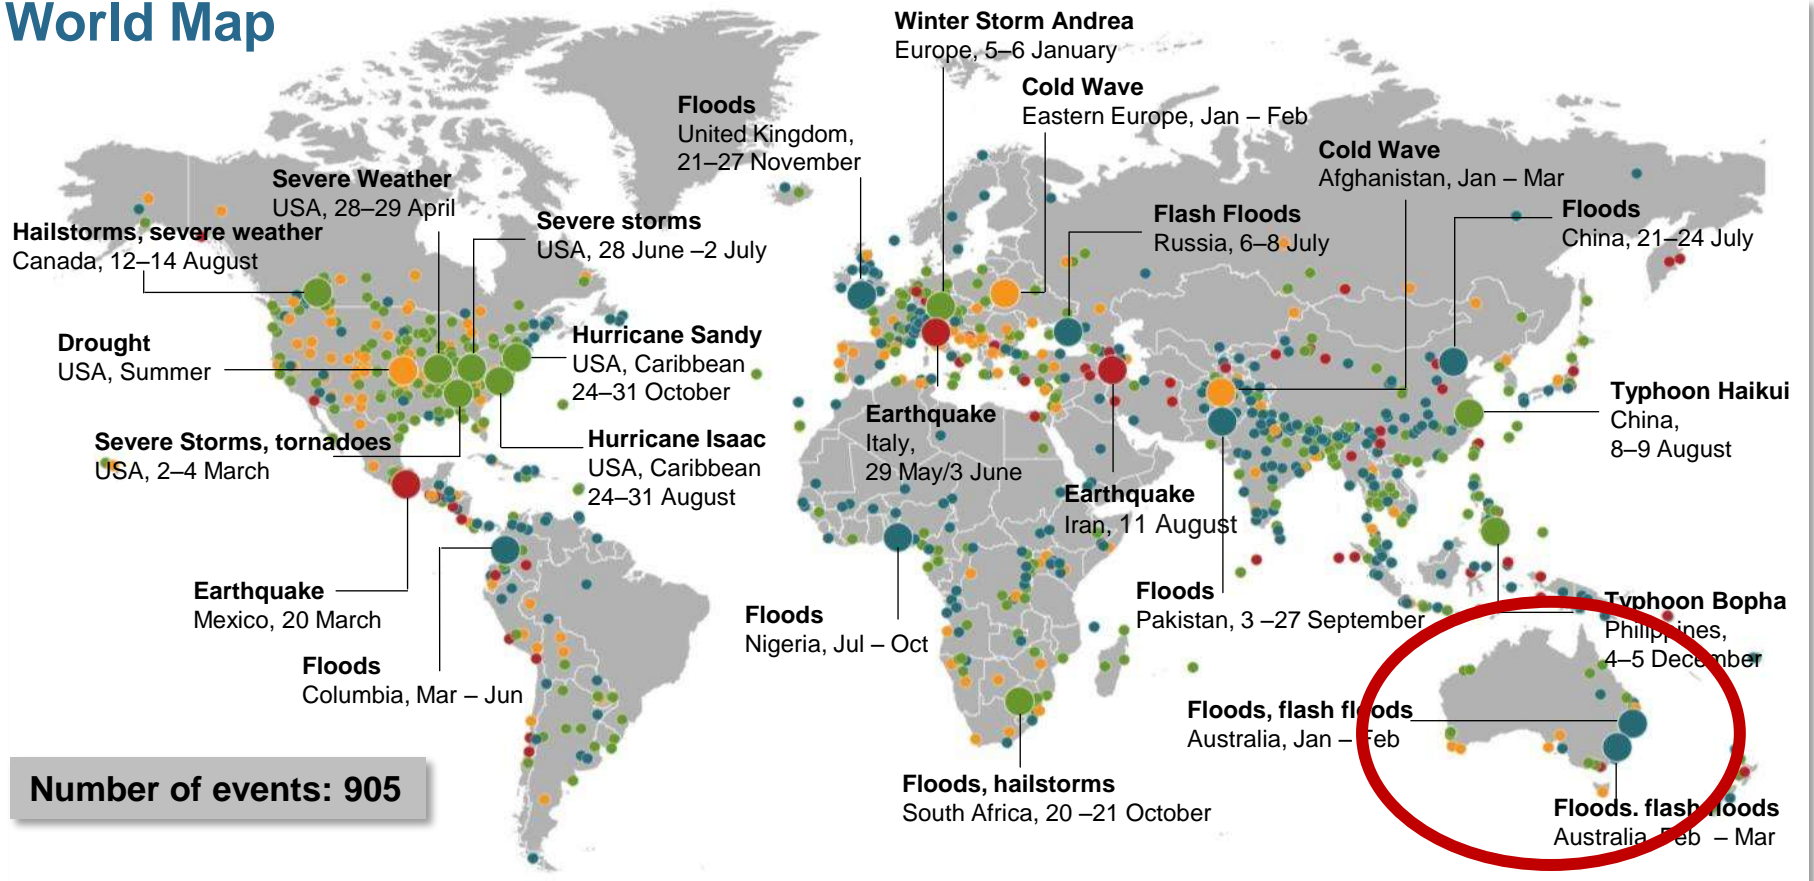 World Map
Winter Storm Andrea
Europe, 5–6 January
Cold Wave
Eastern Europe, Jan – Feb
Floods
United Kingdom,
21–27 November
Cold Wave
Afghanistan, Jan – Mar
Severe Weather
USA, 28–29 April
Severe storms
USA, 28 June –2 July
Flash Floods
Russia, 6–8 July
Floods
China, 21–24 July
Hailstorms, severe weather
Canada, 12–14 August
Drought
USA, Summer
Hurricane Sandy
USA, Caribbean
24–31 October
Typhoon Haikui
China,
8–9 August
Earthquake
Italy,
29 May/3 June
Severe Storms, tornadoes
USA, 2–4 March
Hurricane Isaac
USA, Caribbean
24–31 August
Earthquake
Iran, 11 August
Earthquake
Mexico, 20 March
Floods
Nigeria, Jul – Oct
Floods
Pakistan, 3 –27 September
Typhoon Bopha
Philippines,
4–5 December
Floods
Columbia, Mar – Jun
Floods, flash floods
Australia, Jan – Feb
Number of events: 905
Floods, hailstorms
South Africa, 20 –21 October
Floods. flash floods
Australia, Feb – Mar